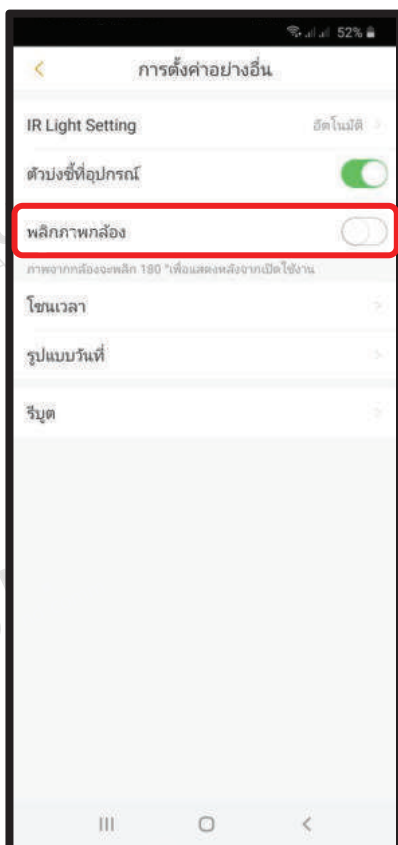 52%
การตั้งค่าอย่างอื่น
IR Light Setting อัตโนมัติ
ตัวบ่งชี้ที่อุปกรณ์
พลิกภาพกล้อง
ภาพจากกล้องจะพลิก 180 °เพื่อแสดงหลังจากเปิดใช้งาน
โซนเวลา
รูปแบบวันที่
รีบูต